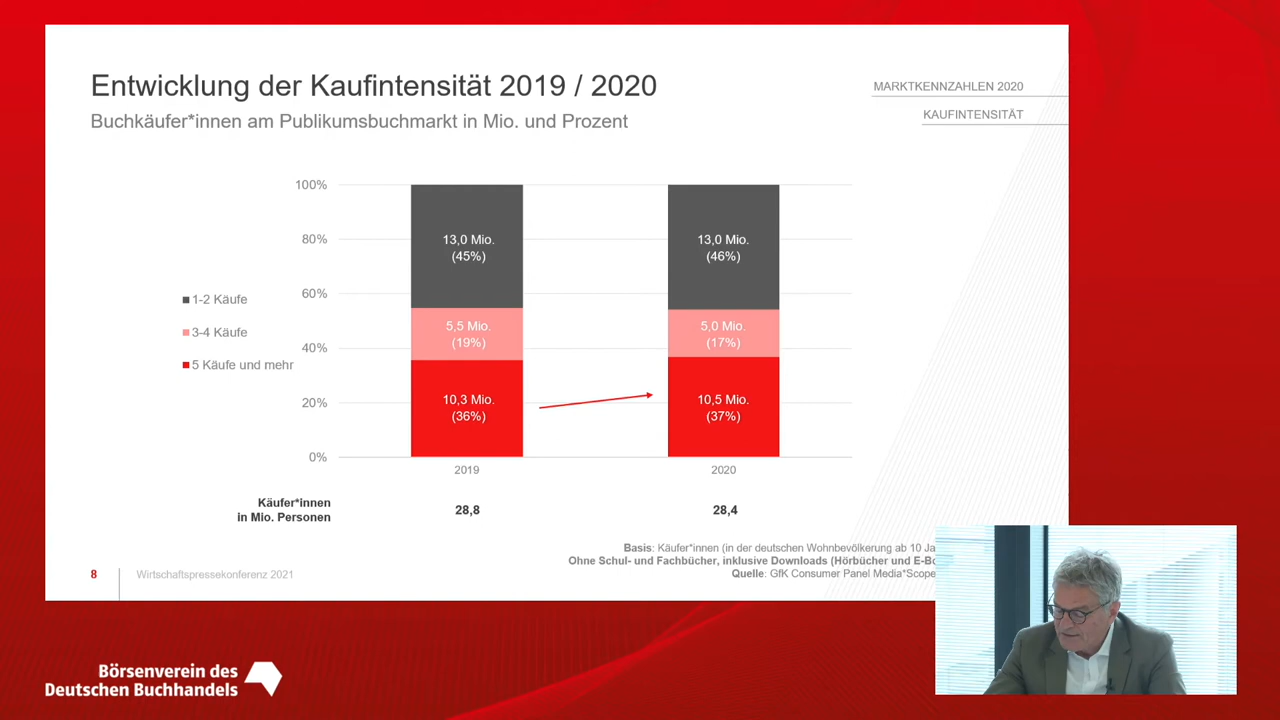 Entwicklung der Kaufintensität 2019 / 2020
Buchkäufer*innen am Publikumsbuchmarkt in Mio. und Prozent
MARKTKENNZAHLEN 2020
KAUFINTENSITÄT
100%
80%
60%
40%
20%
0%
1-2 Käufe
3-4 Käufe
5 Käufe und mehr
13,0 Mio.
(45%)
5,5 Mio.
(19%)
10,3 Mio.
(36%)
13,0 Mio.
(46%)
5,0 Mio.
(17%)
10,5 Mio.
(37%)
2019
2020
Käufer*innen
in Mio. Personen
28,8
28,4
Basis: Käufer*innen (in der deutschen Wohnbevölkerung ab 10
Ohne Schul- und Fachbücher, inklusive Downloads (Hörbücher und
Quelle: GfK Consumer Panel Media*Scope
8
Wirtschaftspressekonferenz 2021
Börsenverein des
Deutschen Buchhandels